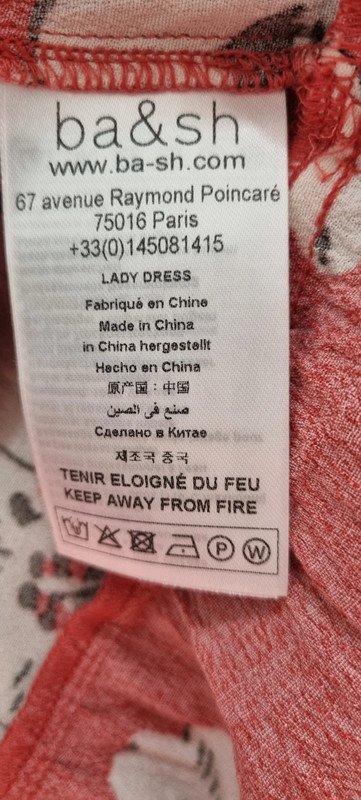 ba&sh
www.ba-sh.com
67 avenue Raymond Poincaré
75016 Paris
+33(0)145081415
LADY DRESS
Fabriqué en Chine
Made in China
in China hergestellt
Hecho en China
原产国：中国
صنع في الصين
Сделано в Китае
제조국 중국
TENIR ELOIGNÉ DU FEU
KEEP AWAY FROM FIRE
P W